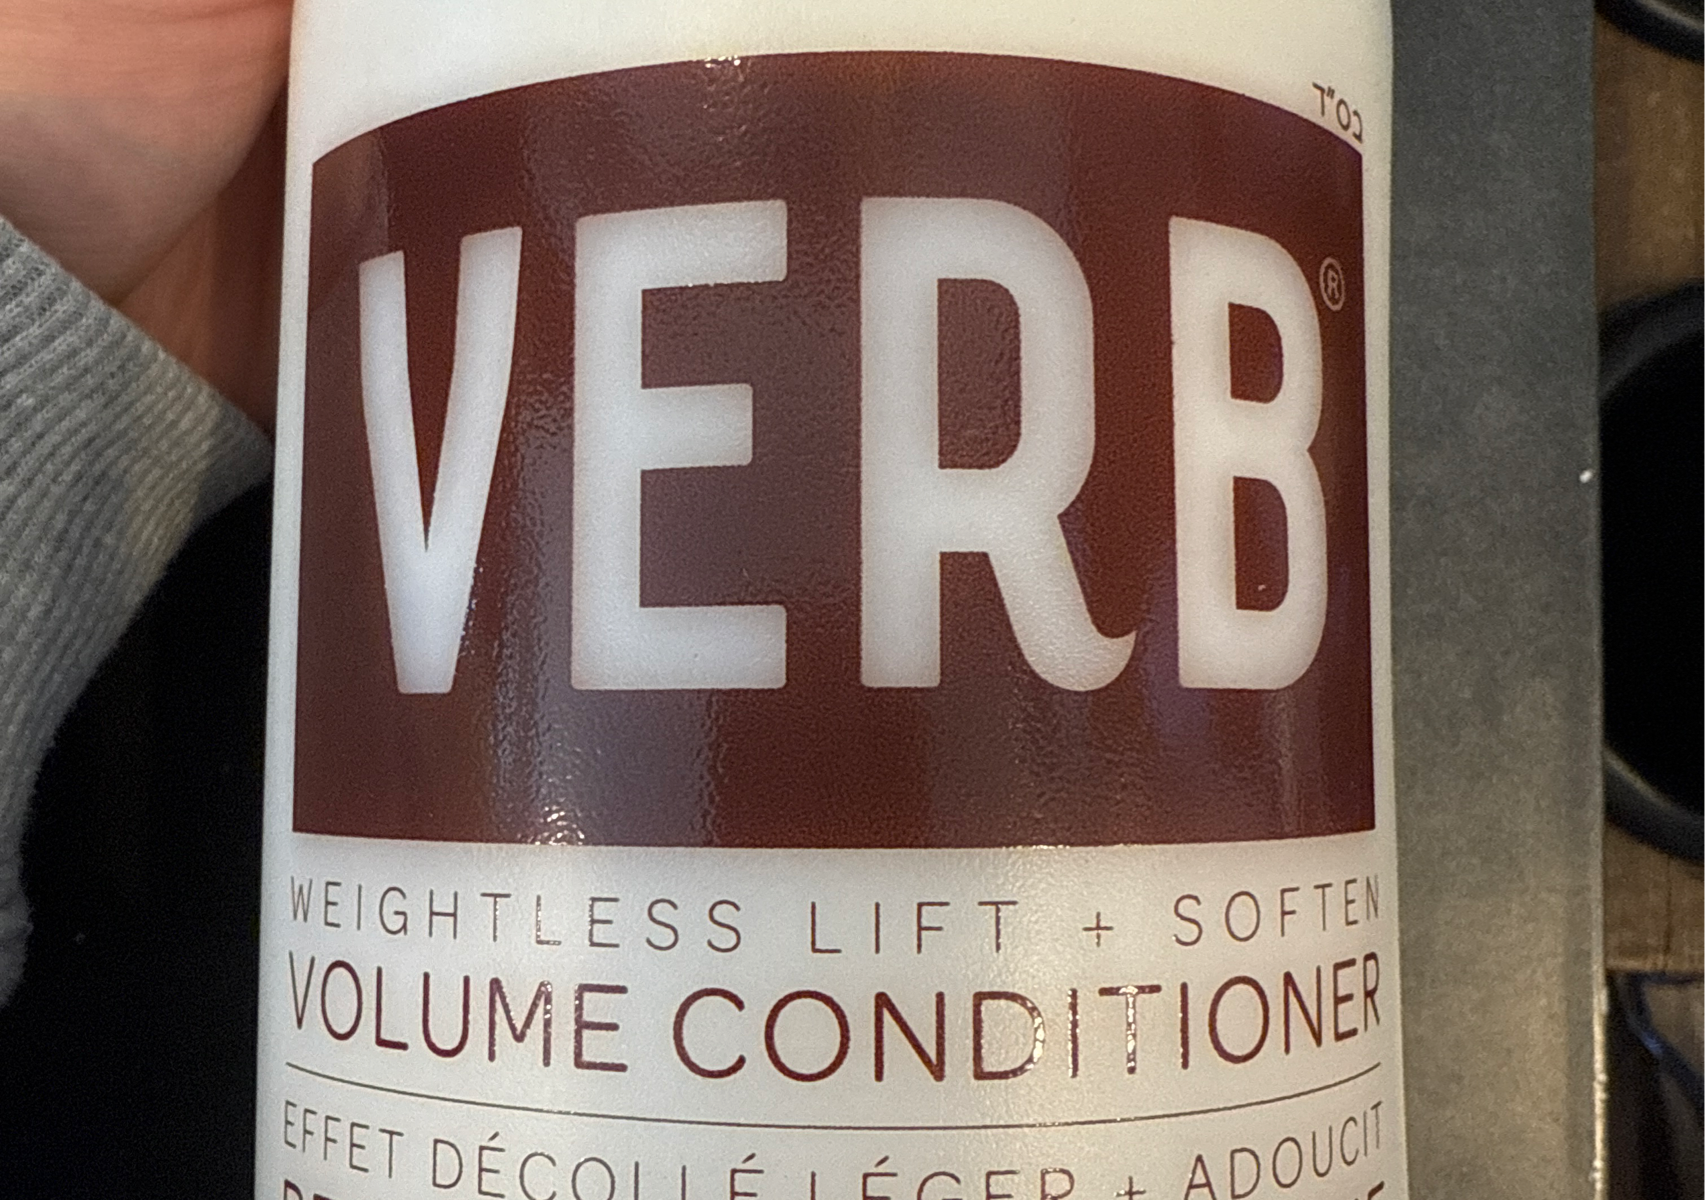 בס"ד
VERB®
WEIGHTLESS LIFT + SOFTEN
VOLUME CONDITIONER
EFFET DÉCOLLÉ LÉGER + ADOUCIT